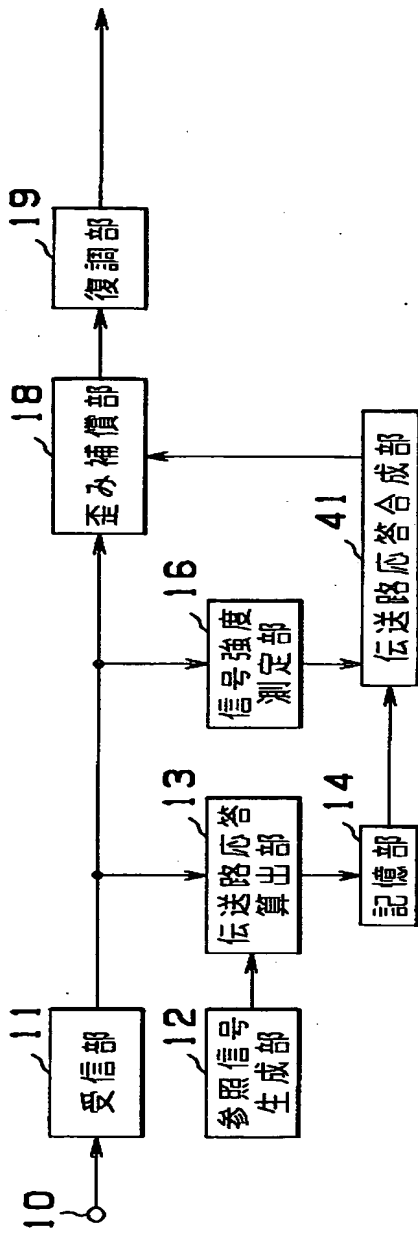 10
11
受信部
12
参照信号
生成部
13
伝送路応答
算出部
14
記憶部
16
信号強度
測定部
41
伝送路応答合成部
18
歪み補償部
19
復調部